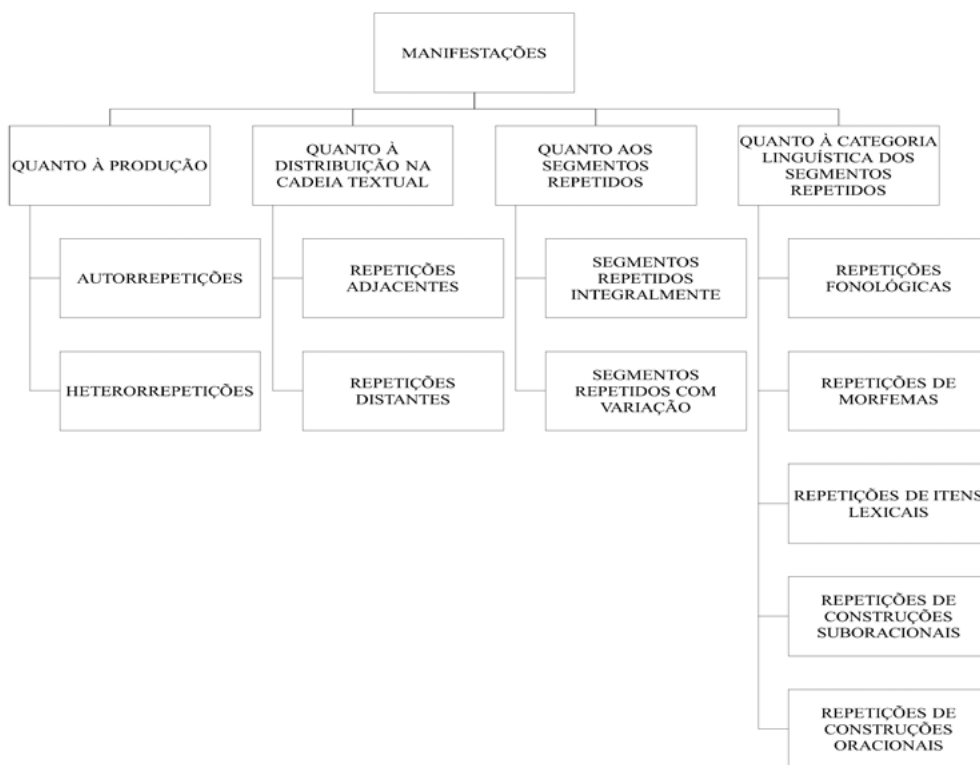 MANIFESTAÇÕES
QUANTO À PRODUÇÃO
QUANTO À
DISTRIBUIÇÃO NA
CADEIA TEXTUAL
QUANTO AOS
SEGMENTOS
REPETIDOS
QUANTO À CATEGORIA
LINGUÍSTICA DOS
SEGMENTOS
REPETIDOS
AUTORREPETIÇÕES
REPETIÇÕES
ADJACENTES
SEGMENTOS
REPETIDOS
INTEGRALMENTE
REPETIÇÕES
FONOLÓGICAS
HETERORREPETIÇÕES
REPETIÇÕES
DISTANTES
SEGMENTOS
REPETIDOS COM
VARIAÇÃO
REPETIÇÕES DE
MORFEMAS
REPETIÇÕES DE ITENS
LEXICAIS
REPETIÇÕES DE
CONSTRUÇÕES
SUBORACIONAIS
REPETIÇÕES DE
CONSTRUÇÕES
ORACIONAIS